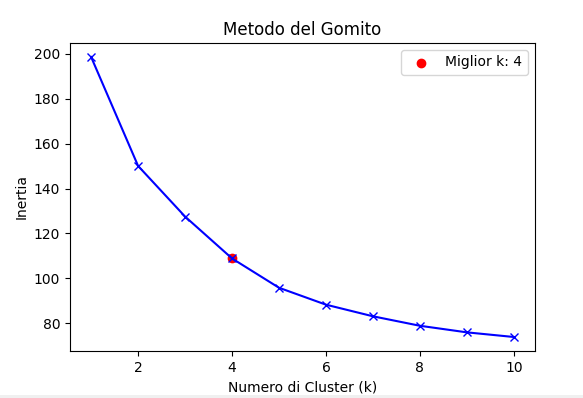 Metodo del Gomito
Miglior k: 4
200
180
160
140
120
100
80
Inertia
2 4 6 8 10
Numero di Cluster (k)